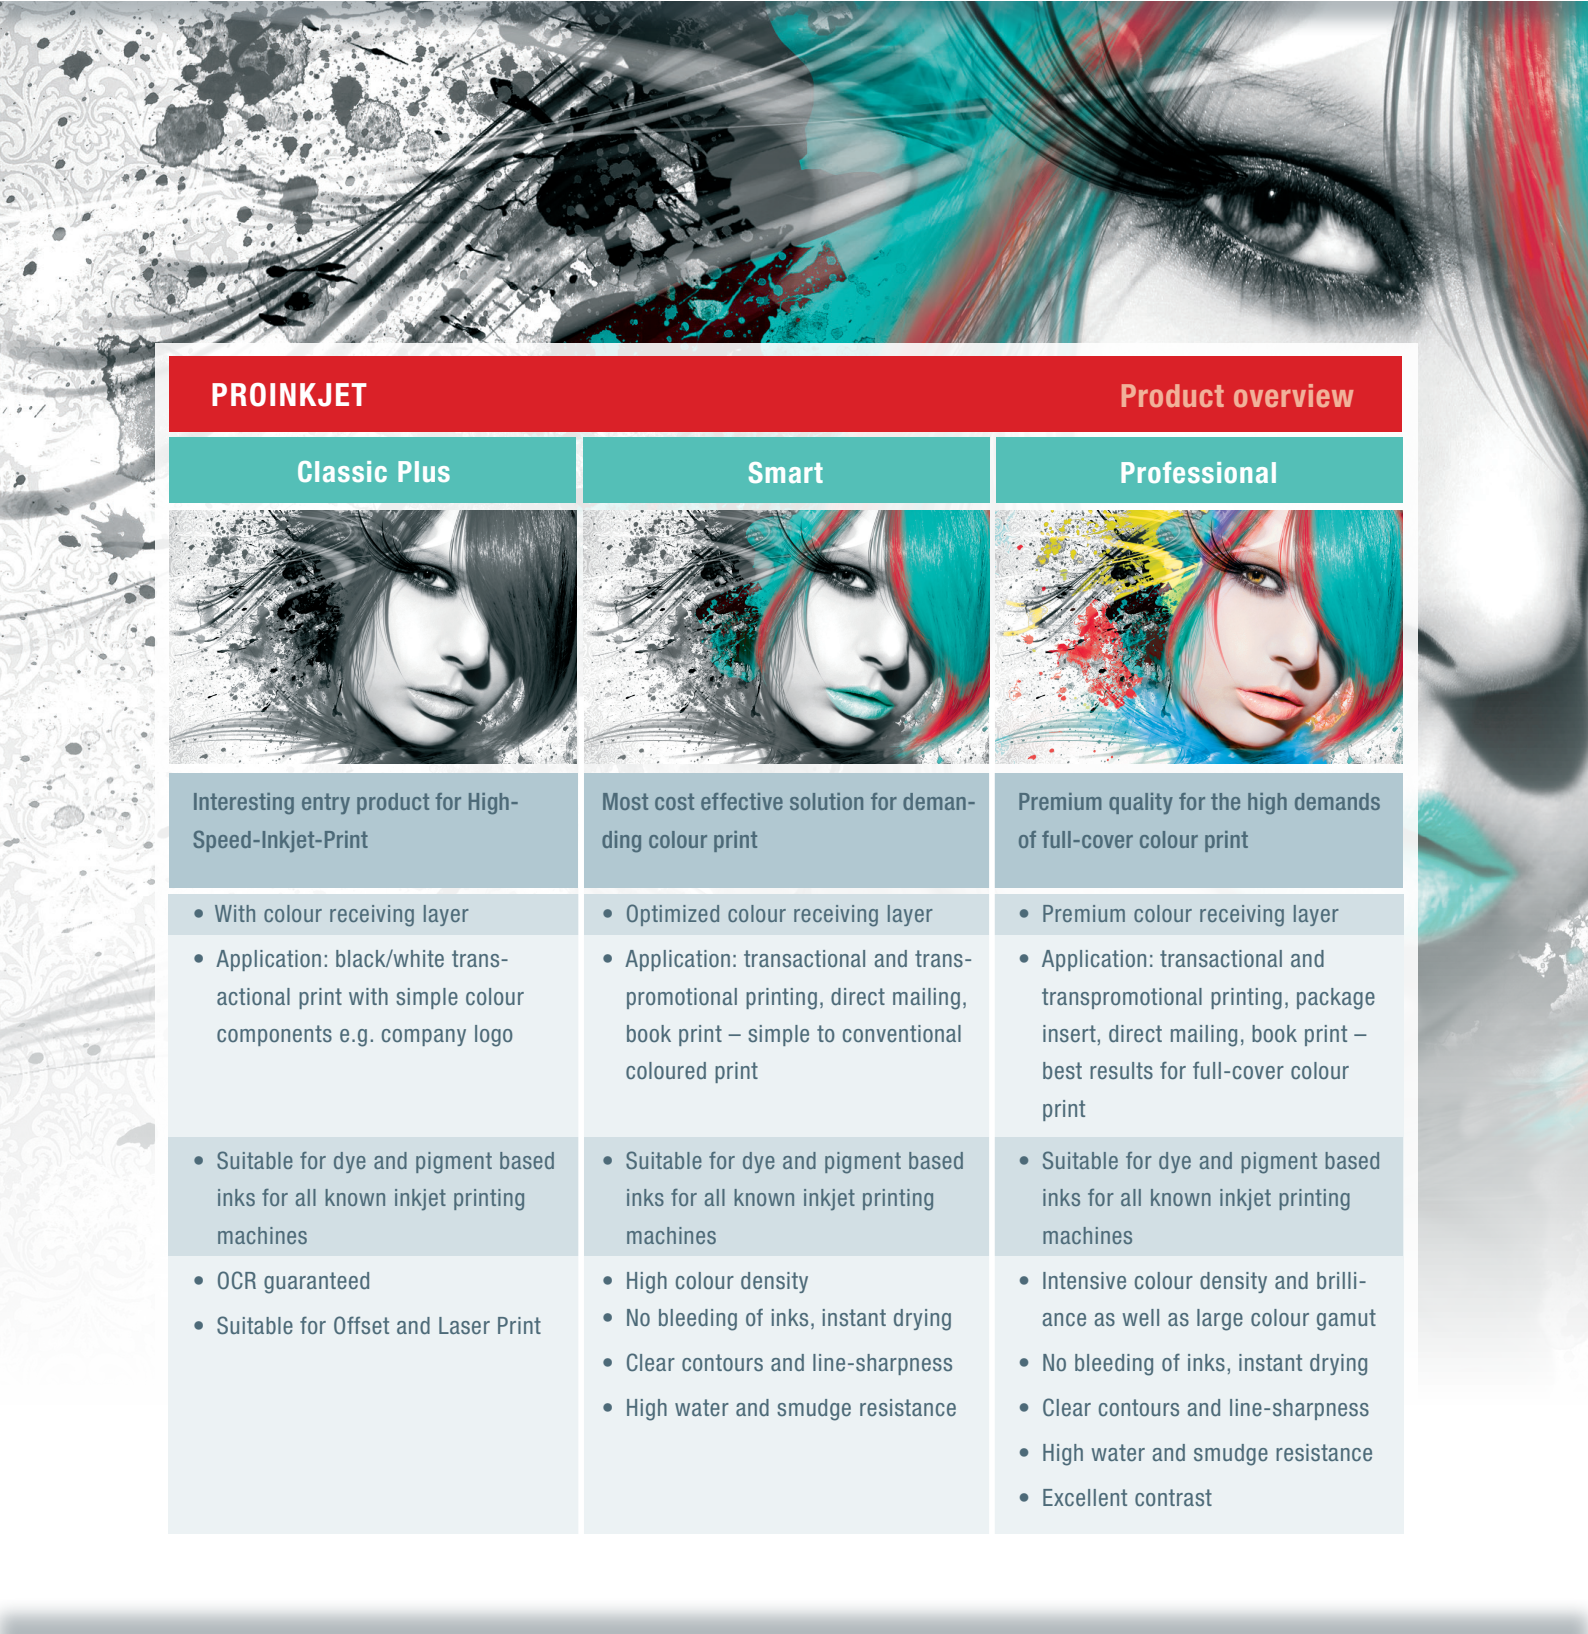 PROINKJET
Product overview
Classic Plus
Smart
Professional
Interesting entry product for High-
Speed-Inkjet-Print
Most cost effective solution for deman-
ding colour print
Premium quality for the high demands
of full-cover colour print
• With colour receiving layer
• Optimized colour receiving layer
• Premium colour receiving layer
• Application: black/white trans-
actional print with simple colour
components e.g. company logo
• Application: transactional and trans-
promotional printing, direct mailing,
book print – simple to conventional
coloured print
• Application: transactional and
transpromotional printing, package
insert, direct mailing, book print –
best results for full-cover colour
print
• Suitable for dye and pigment based
inks for all known inkjet printing
machines
• Suitable for dye and pigment based
inks for all known inkjet printing
machines
• Suitable for dye and pigment based
inks for all known inkjet printing
machines
• OCR guaranteed
• Suitable for Offset and Laser Print
• High colour density
• No bleeding of inks, instant drying
• Clear contours and line-sharpness
• High water and smudge resistance
• Intensive colour density and brilli-
ance as well as large colour gamut
• No bleeding of inks, instant drying
• Clear contours and line-sharpness
• High water and smudge resistance
• Excellent contrast